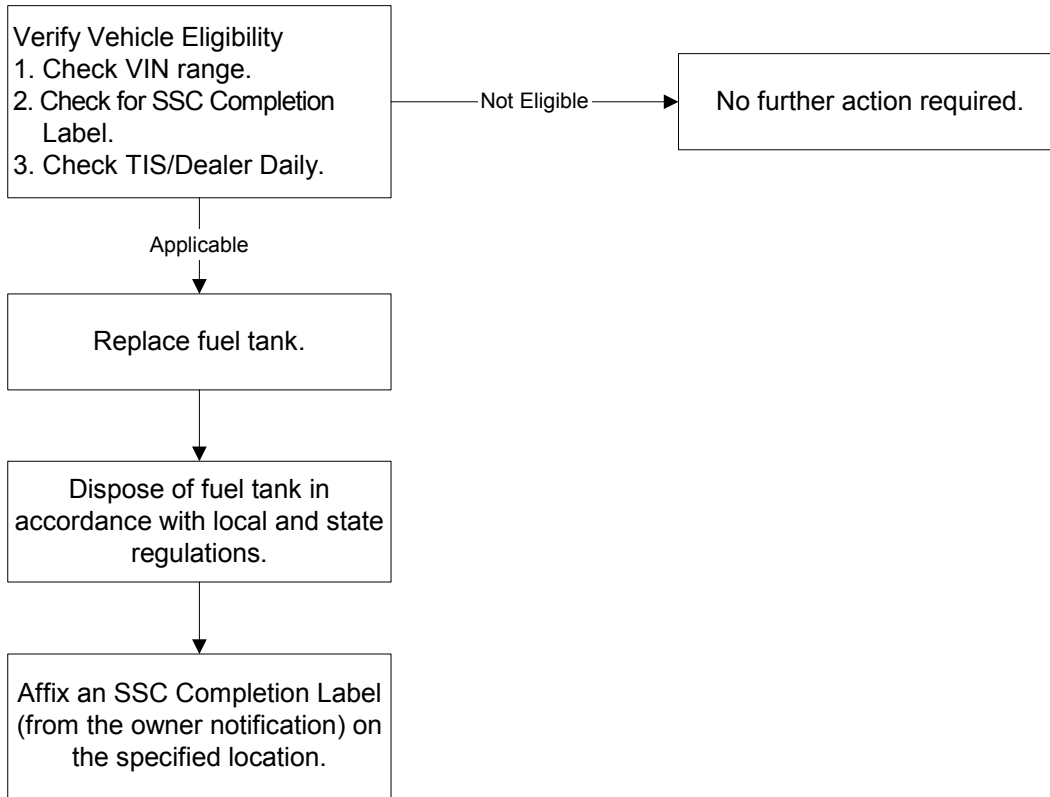 Verify Vehicle Eligibility
1. Check VIN range.
2. Check for SSC Completion
Label.
3. Check TIS/Dealer Daily.
Not Eligible
No further action required.
Applicable
Replace fuel tank.
Dispose of fuel tank in
accordance with local and state
regulations.
Affix an SSC Completion Label
(from the owner notification) on
the specified location.